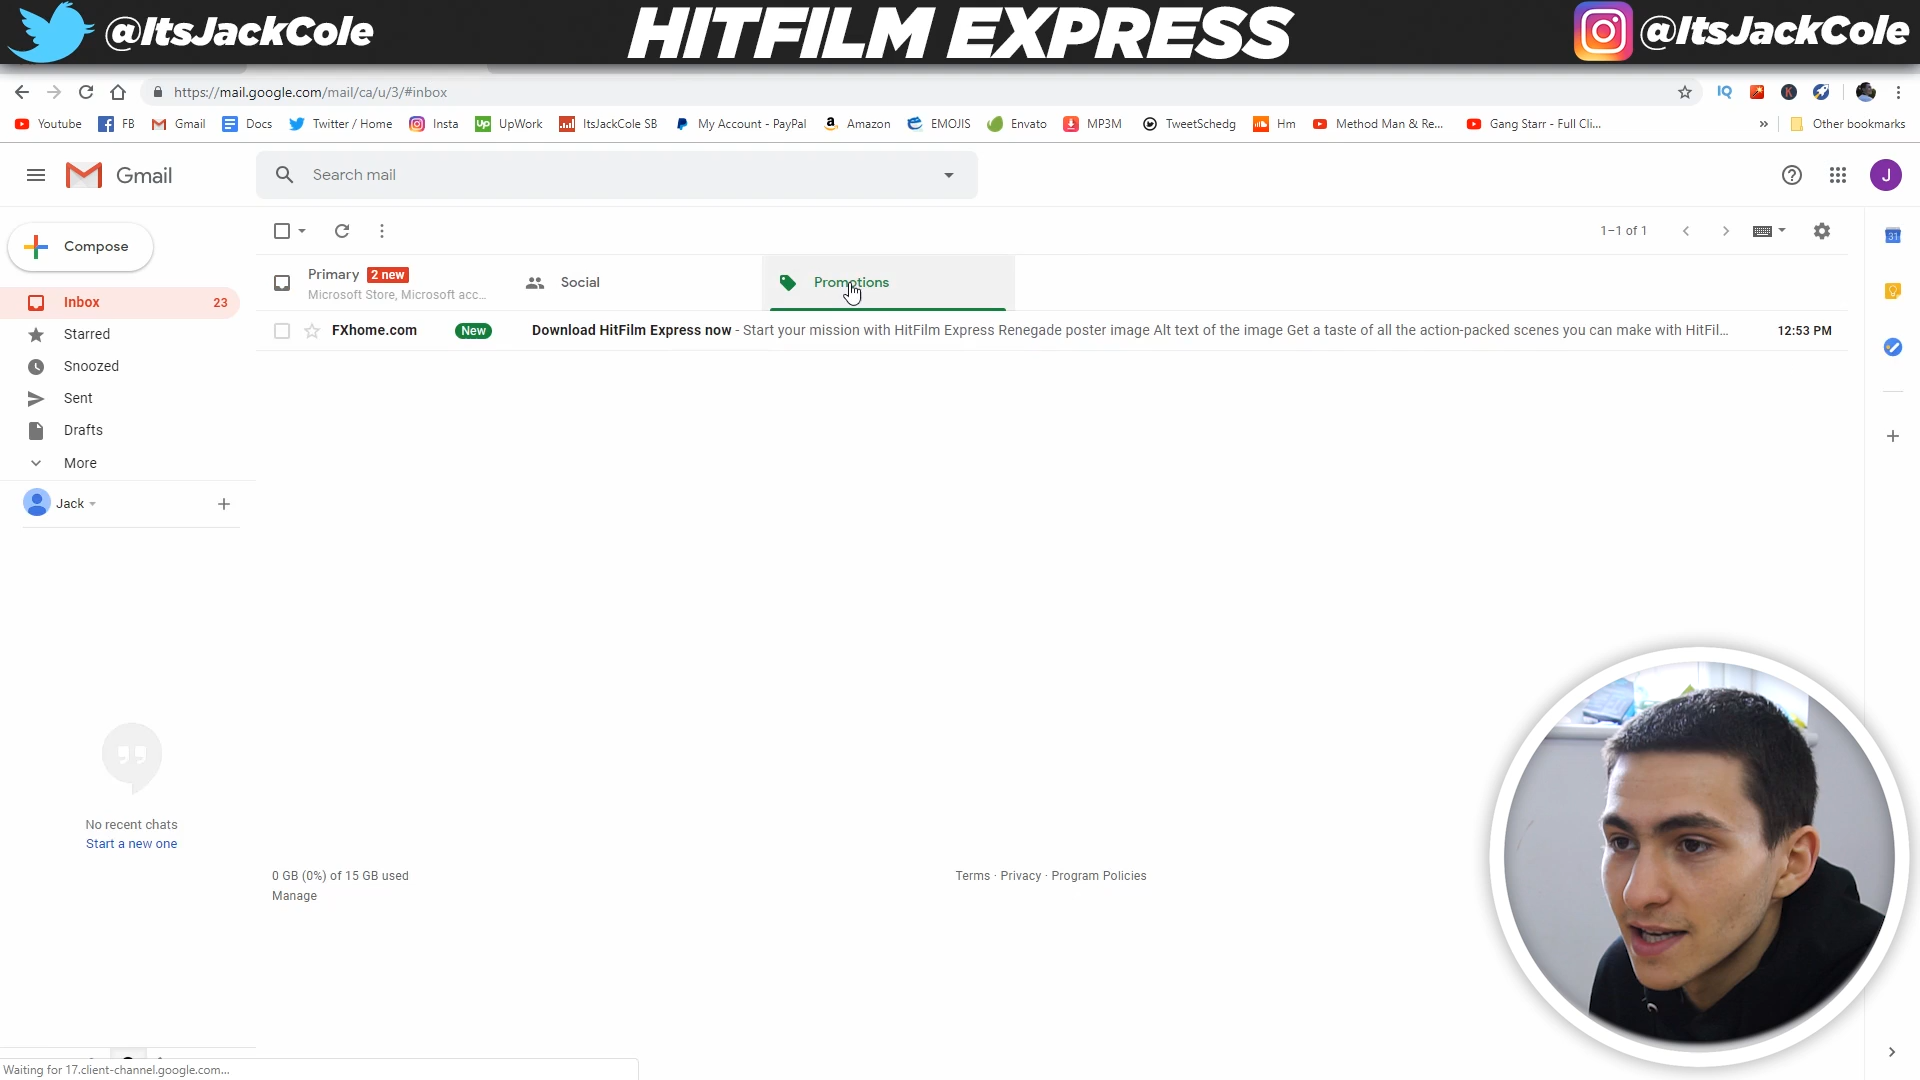 @ItsJackCole
HITFILM EXPRESS
@ItsJackCole
https://mail.google.com/mail/ca/u/3/#inbox
IQ
K
Youtube FB Gmail Docs Twitter / Home Insta Up UpWork ItsJackCole SB My Account - PayPal Amazon EMOJIS Envato MP3M TweetSchedg Hm Method Man & Re... Gang Starr - Full Cli... » Other bookmarks
Gmail
Search mail
J
Compose
1–1 of 1
31
Primary 2 new
Microsoft Store, Microsoft acc...
Social
Promotions
Inbox 23
FXhome.com New Download HitFilm Express now - Start your mission with HitFilm Express Renegade poster image Alt text of the image Get a taste of all the action-packed scenes you can make with HitFil... 12:53 PM
Starred
Snoozed
Sent
Drafts
More
Jack
No recent chats
Start a new one
0 GB (0%) of 15 GB used
Manage
Terms · Privacy · Program Policies
Waiting for 17.client-channel.google.com...